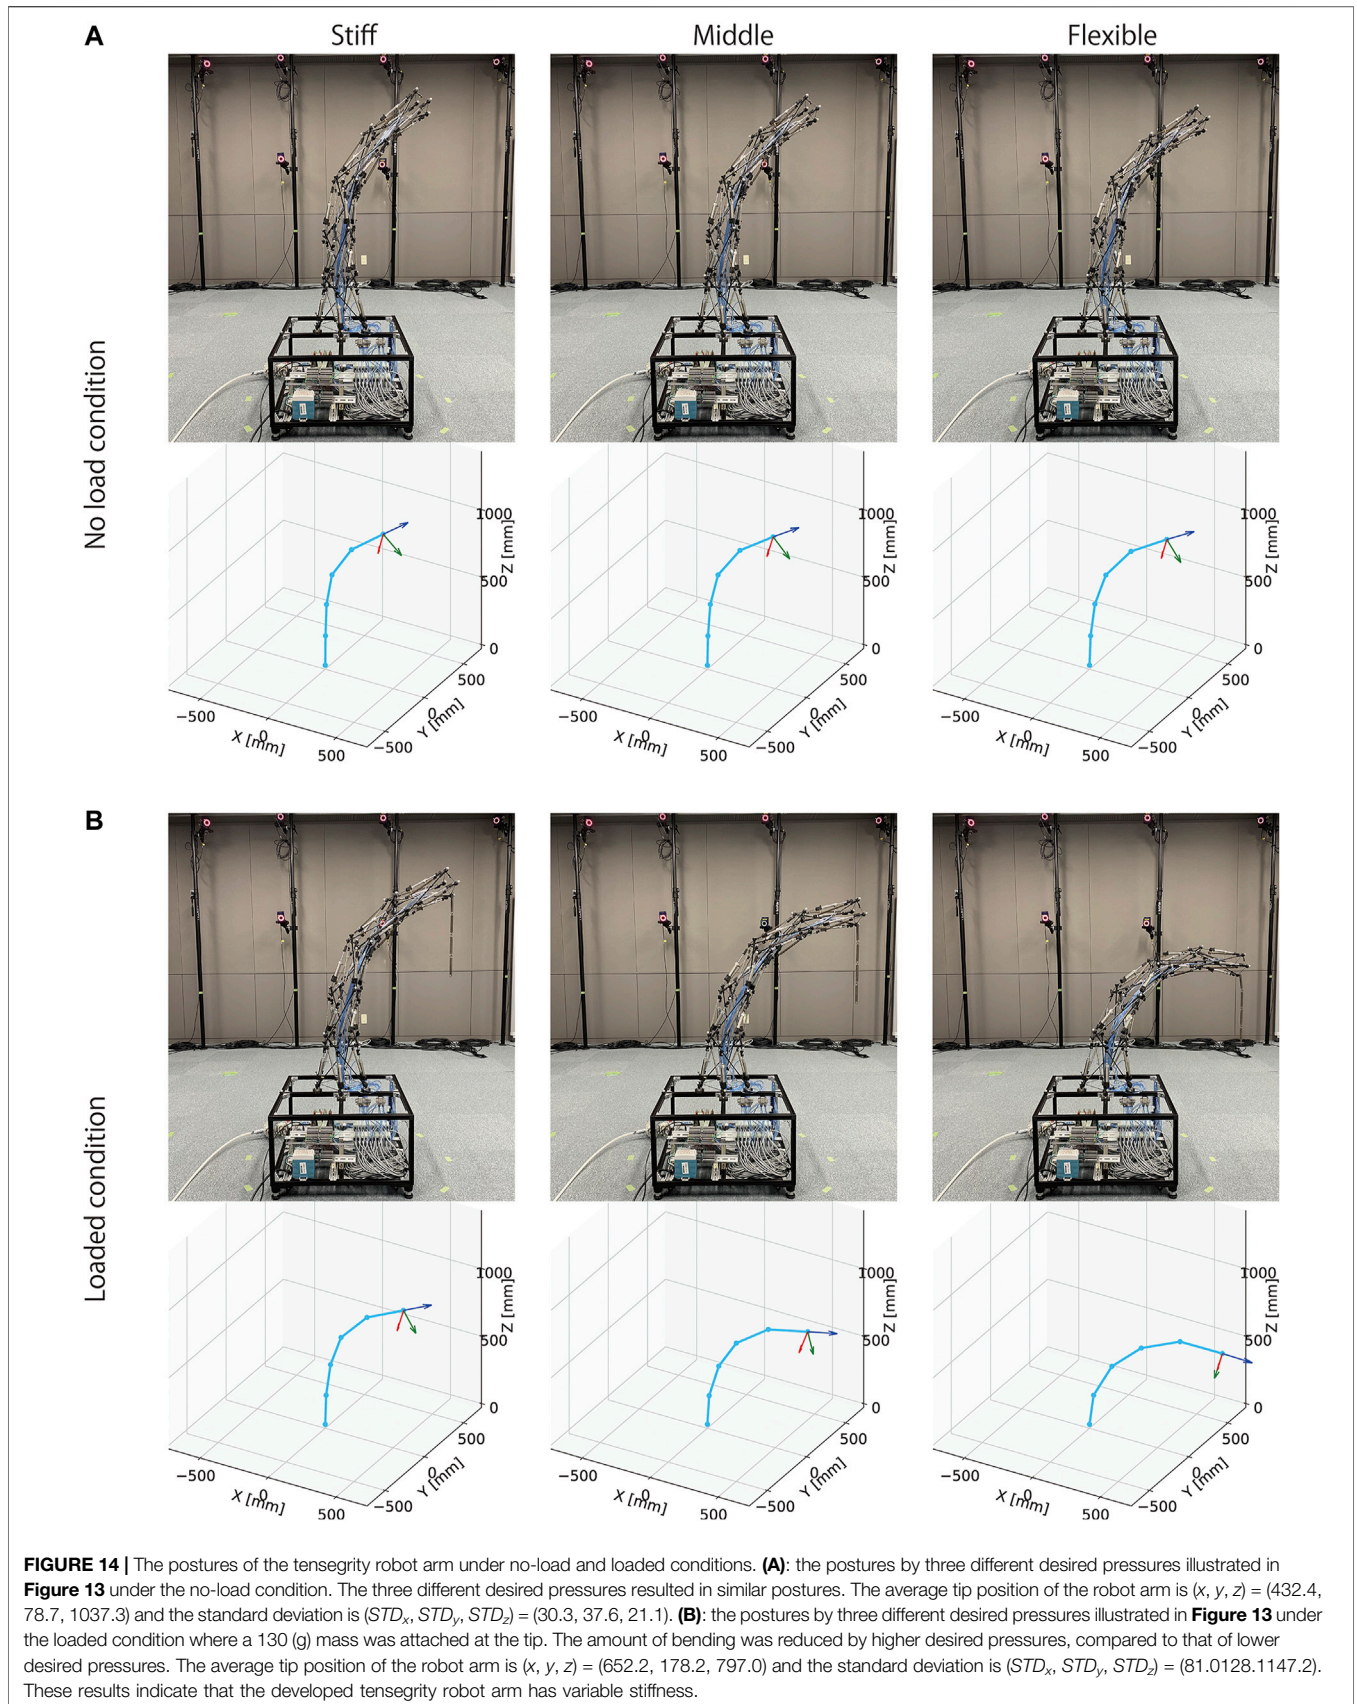 A
Stiff
Middle
Flexible
No load condition
1000
500
0
Z [mm]
500
0
−500
Y [mm]
−500
0
500
X [mm]
1000
500
0
Z [mm]
500
0
−500
Y [mm]
−500
0
500
X [mm]
1000
500
0
Z [mm]
500
0
−500
Y [mm]
−500
0
500
X [mm]
B
Loaded condition
1000
500
0
Z [mm]
500
0
−500
Y [mm]
−500
0
500
X [mm]
1000
500
0
Z [mm]
500
0
−500
Y [mm]
−500
0
500
X [mm]
1000
500
0
Z [mm]
500
0
−500
Y [mm]
−500
0
500
X [mm]
FIGURE 14 | The postures of the tensegrity robot arm under no-load and loaded conditions. (A): the postures by three different desired pressures illustrated in
Figure 13 under the no-load condition. The three different desired pressures resulted in similar postures. The average tip position of the robot arm is (x, y, z) = (432.4,
78.7, 1037.3) and the standard deviation is (STDx, STDy, STDz) = (30.3, 37.6, 21.1). (B): the postures by three different desired pressures illustrated in Figure 13 under
the loaded condition where a 130 (g) mass was attached at the tip. The amount of bending was reduced by higher desired pressures, compared to that of lower
desired pressures. The average tip position of the robot arm is (x, y, z) = (652.2, 178.2, 797.0) and the standard deviation is (STDx, STDy, STDz) = (81.0128.1147.2).
These results indicate that the developed tensegrity robot arm has variable stiffness.